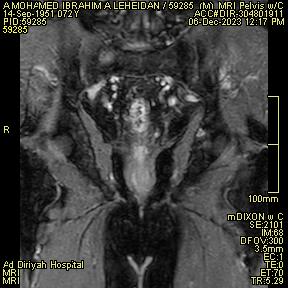 A MOHAMED IBRAHIM A LEHEIDAN / 59285 (M) MRI Pelvis w/C
14-Sep-1951 072Y ACC#DIR-304801911
PID:59285 06-Dec-2023 12:17 PM
59285
R
100mm
mDIXON w C
SE:2101
IM:68
DFOV:300
3.5mm
EC:1
Ad Diriyah Hospital TE:0
MRI ET:70
MRI TR:5.29